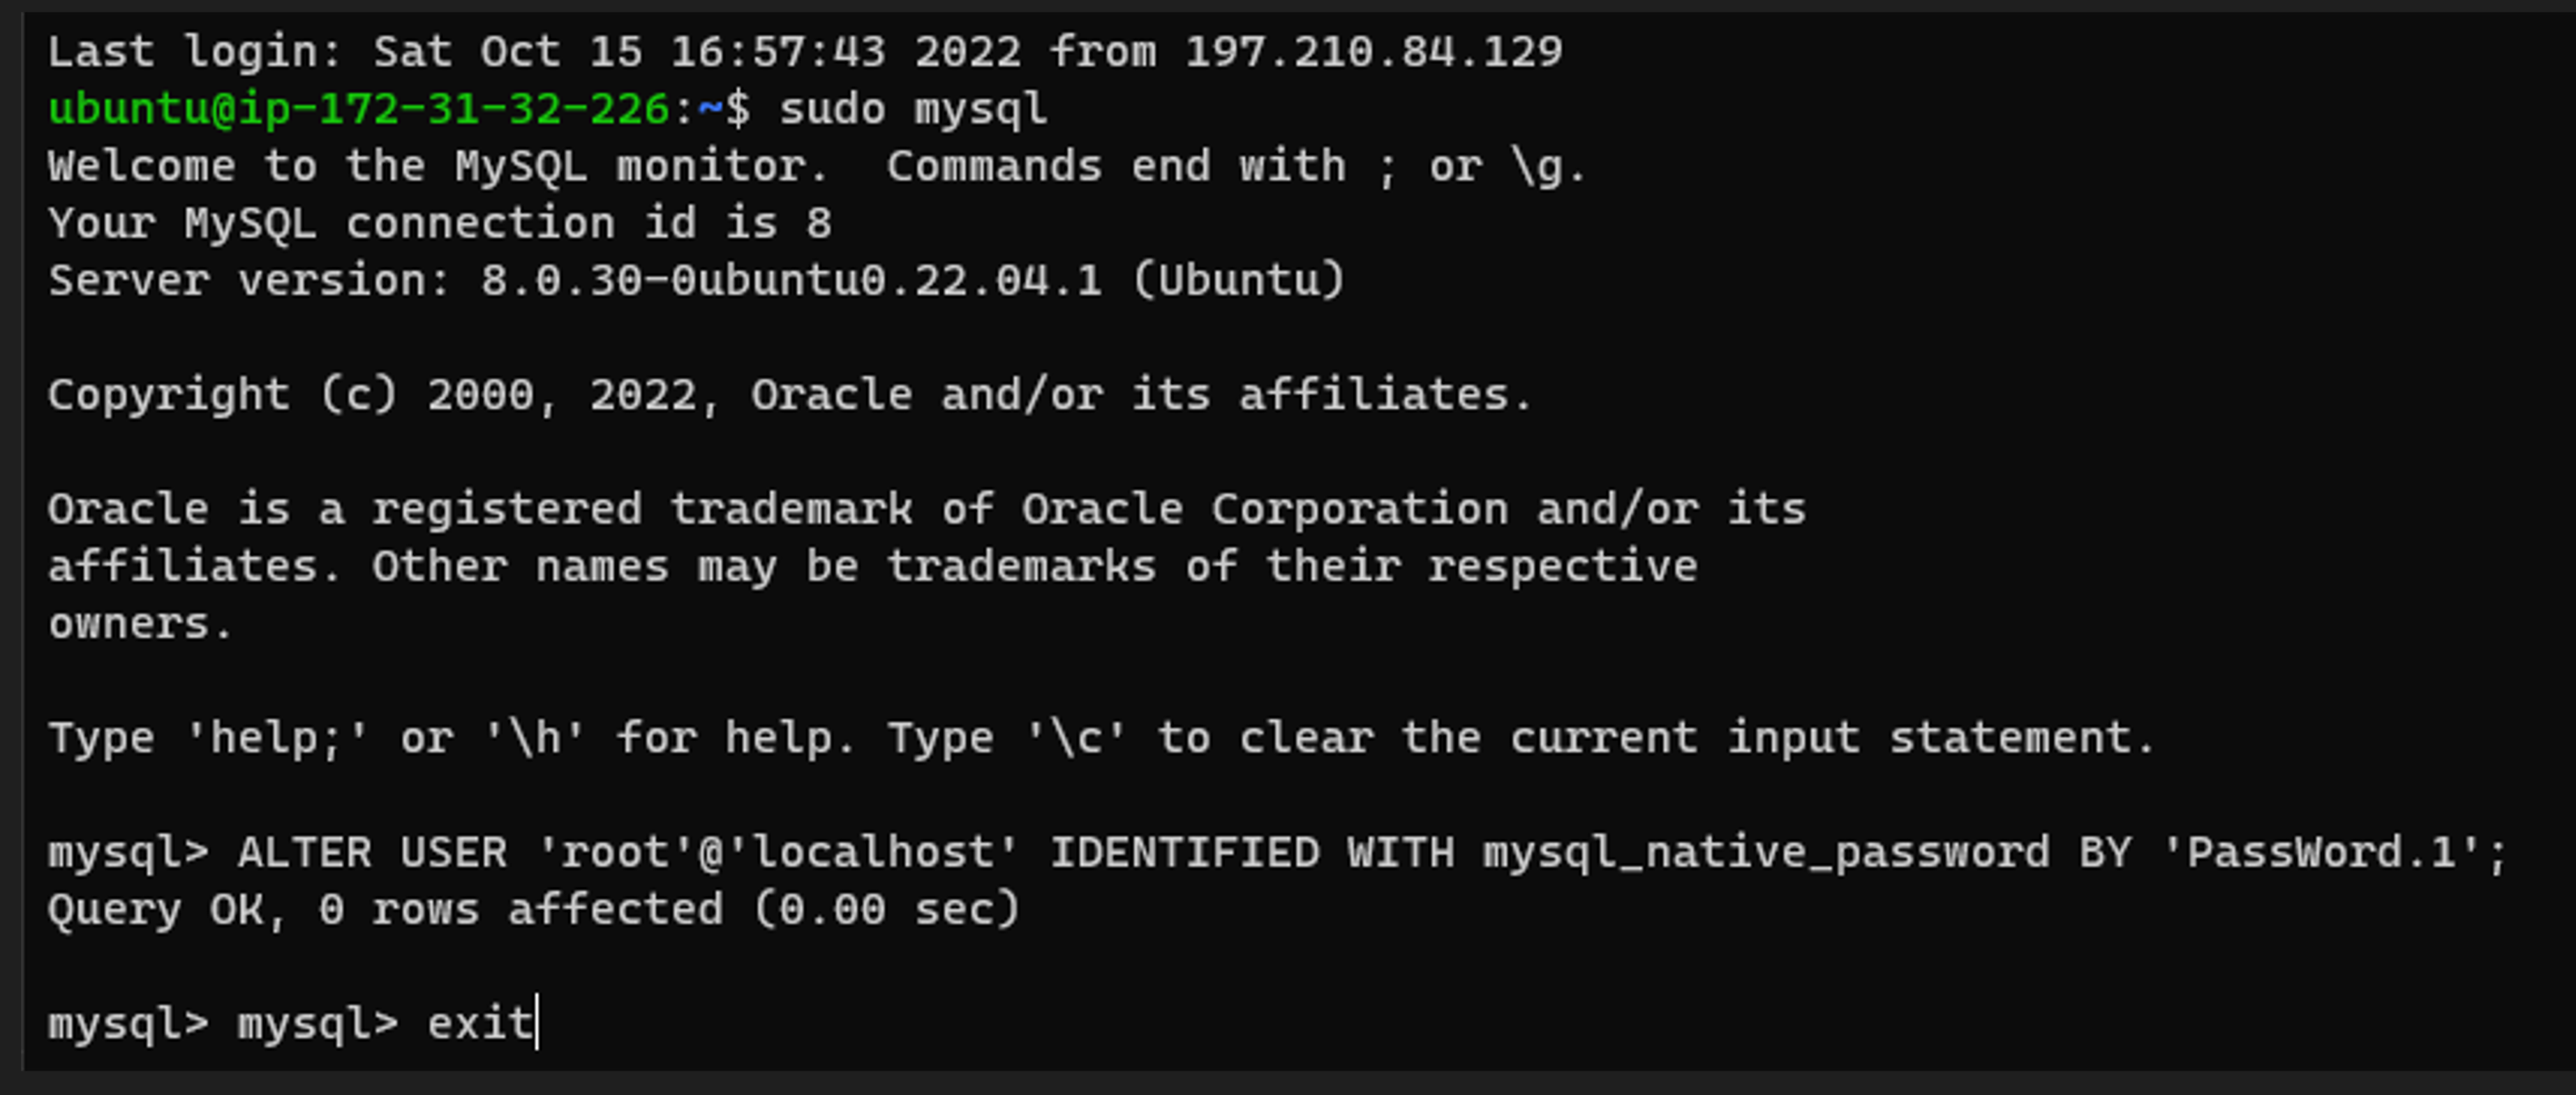 Last login: Sat Oct 15 16:57:43 2022 from 197.210.84.129
ubuntu@ip-172-31-32-226:~$ sudo mysql
Welcome to the MySQL monitor.  Commands end with ; or \g.
Your MySQL connection id is 8
Server version: 8.0.30-0ubuntu0.22.04.1 (Ubuntu)
Copyright (c) 2000, 2022, Oracle and/or its affiliates.
Oracle is a registered trademark of Oracle Corporation and/or its
affiliates. Other names may be trademarks of their respective
owners.
Type 'help;' or '\h' for help. Type '\c' to clear the current input statement.
mysql> ALTER USER 'root'@'localhost' IDENTIFIED WITH mysql_native_password BY 'PassWord.1';
Query OK, 0 rows affected (0.00 sec)
mysql> mysql> exit